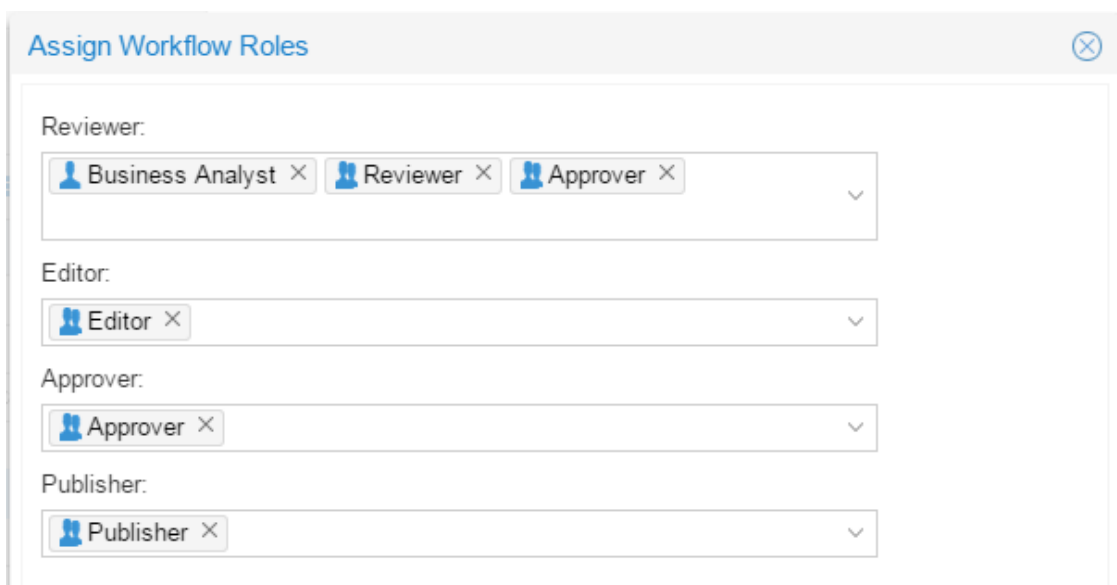 Assign Workflow Roles
Reviewer:
Business Analyst Reviewer Approver
Editor:
Editor
Approver:
Approver
Publisher:
Publisher